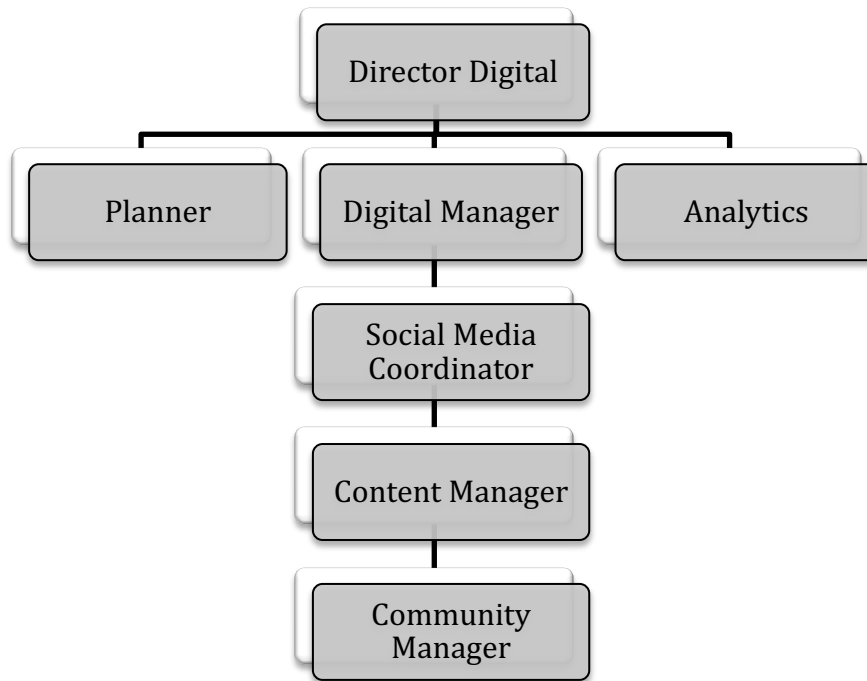 Director Digital
Planner
Digital Manager
Analytics
Social Media
Coordinator
Content Manager
Community
Manager